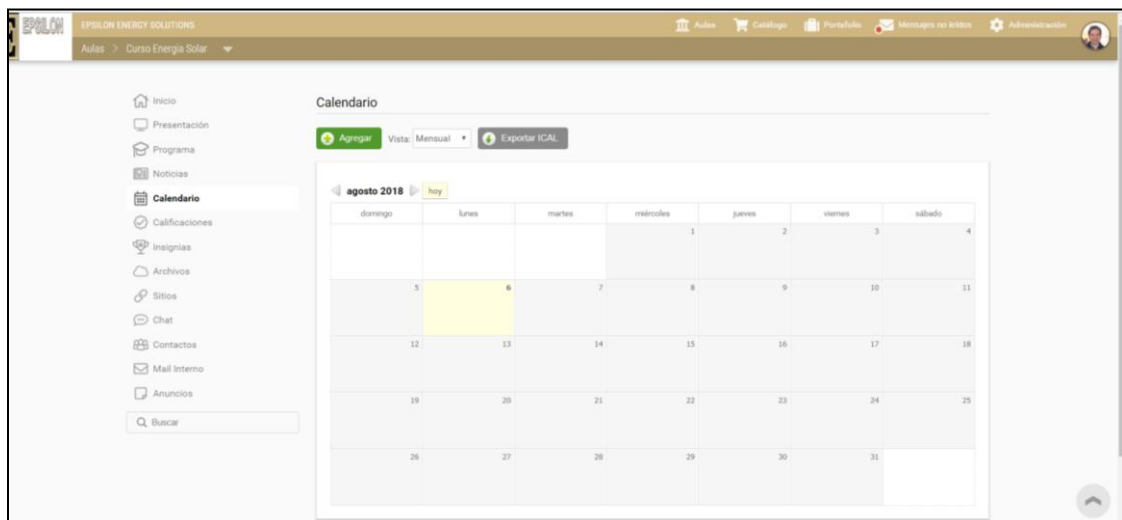 E EPSILON
EPSILON ENERGY SOLUTIONS
Aulas Catálogo Portafolio Mensajes no leídos Administración
Aulas > Curso Energia Solar
Inicio
Presentación
Programa
Noticias
Calendario
Calificaciones
Insignias
Archivos
Sitios
Chat
Contactos
Mail Interno
Anuncios
Buscar
Calendario
Agregar Vista: Mensual Exportar ICAL
agosto 2018 hoy
domingo lunes martes miércoles jueves viernes sábado
1 2 3 4
5 6 7 8 9 10 11
12 13 14 15 16 17 18
19 20 21 22 23 24 25
26 27 28 29 30 31